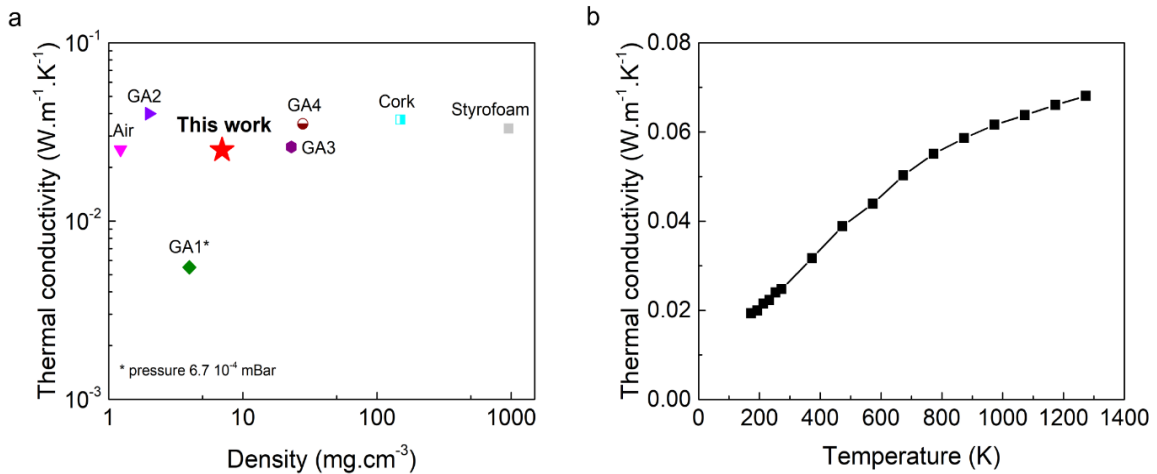 a
Thermal conductivity (W.m⁻¹.K⁻¹)
10⁻¹
10⁻²
10⁻³
GA2
Air
This work
GA4
GA3
Cork
Styrofoam
GA1*
* pressure 6.7 10⁻⁴ mBar
1 10 100 1000
Density (mg.cm⁻³)
b
Thermal conductivity (W.m⁻¹.K⁻¹)
0.08
0.06
0.04
0.02
0.00
0 200 400 600 800 1000 1200 1400
Temperature (K)